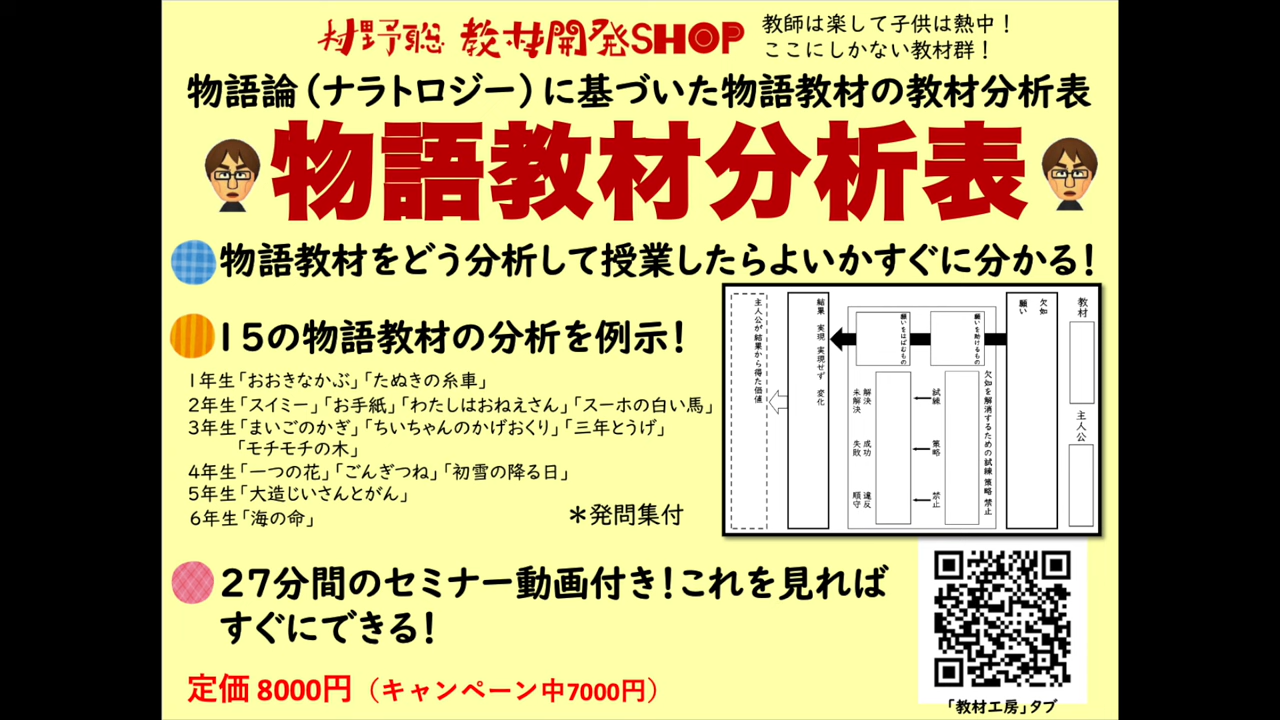 村野聡 教材開発SHOP
教師は楽して子供は熱中！
ここにしかない教材群！
物語論（ナラトロジー）に基づいた物語教材の教材分析表
物語教材分析表
物語教材をどう分析して授業したらよいかすぐに分かる！
１５の物語教材の分析を例示！
１年生「おおきなかぶ」「たぬきの糸車」
２年生「スイミー」「お手紙」「わたしはおねえさん」「スーホの白い馬」
３年生「まいごのかぎ」「ちいちゃんのかげおくり」「三年とうげ」
「モチモチの木」
４年生「一つの花」「ごんぎつね」「初雪の降る日」
５年生「大造じいさんとがん」
６年生「海の命」
＊発問集付
教材
主人公
欠如
願い
願いを助けるもの
願いをはばむもの
欠如を解消するための試練 策略 禁止
試練
策略
禁止
解決
未解決
成功
失敗
違反
順守
結果 実現 実現せず 変化
主人公が結果から得た価値
２７分間のセミナー動画付き！これを見れば
すぐにできる！
定価 8000円（キャンペーン中7000円）
「教材工房」タブ